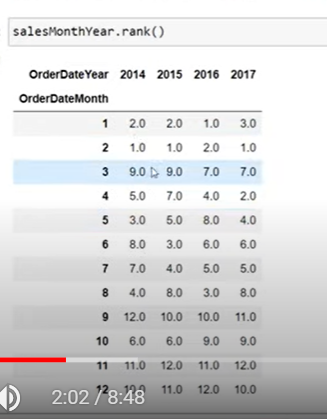 salesMonthYear.rank()
OrderDateYear 2014 2015 2016 2017
OrderDateMonth
1 2.0 2.0 1.0 3.0
2 1.0 1.0 2.0 1.0
3 9.0 9.0 7.0 7.0
4 5.0 7.0 4.0 2.0
5 3.0 5.0 8.0 4.0
6 8.0 3.0 6.0 6.0
7 7.0 4.0 5.0 5.0
8 4.0 8.0 3.0 8.0
9 12.0 10.0 10.0 11.0
10 6.0 6.0 9.0 9.0
11 11.0 12.0 11.0 12.0
12 10.0 11.0 12.0 10.0
2:02 / 8:48